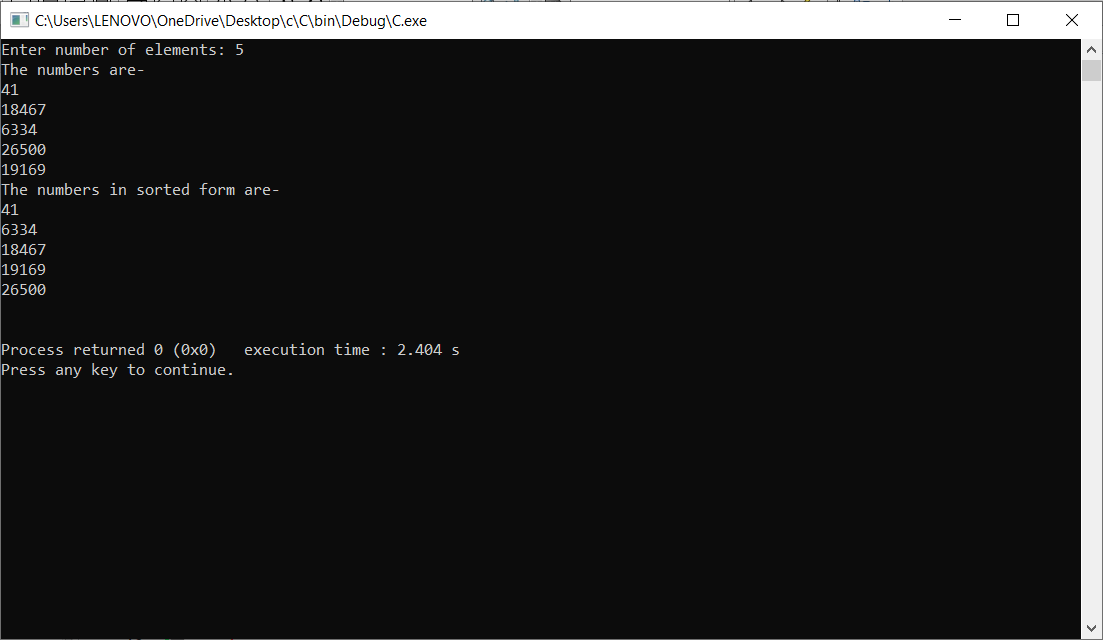 C:\Users\LENOVO\OneDrive\Desktop\c\C\bin\Debug\C.exe
Enter number of elements: 5
The numbers are-
41
18467
6334
26500
19169
The numbers in sorted form are-
41
6334
18467
19169
26500
Process returned 0 (0x0)   execution time : 2.404 s
Press any key to continue.